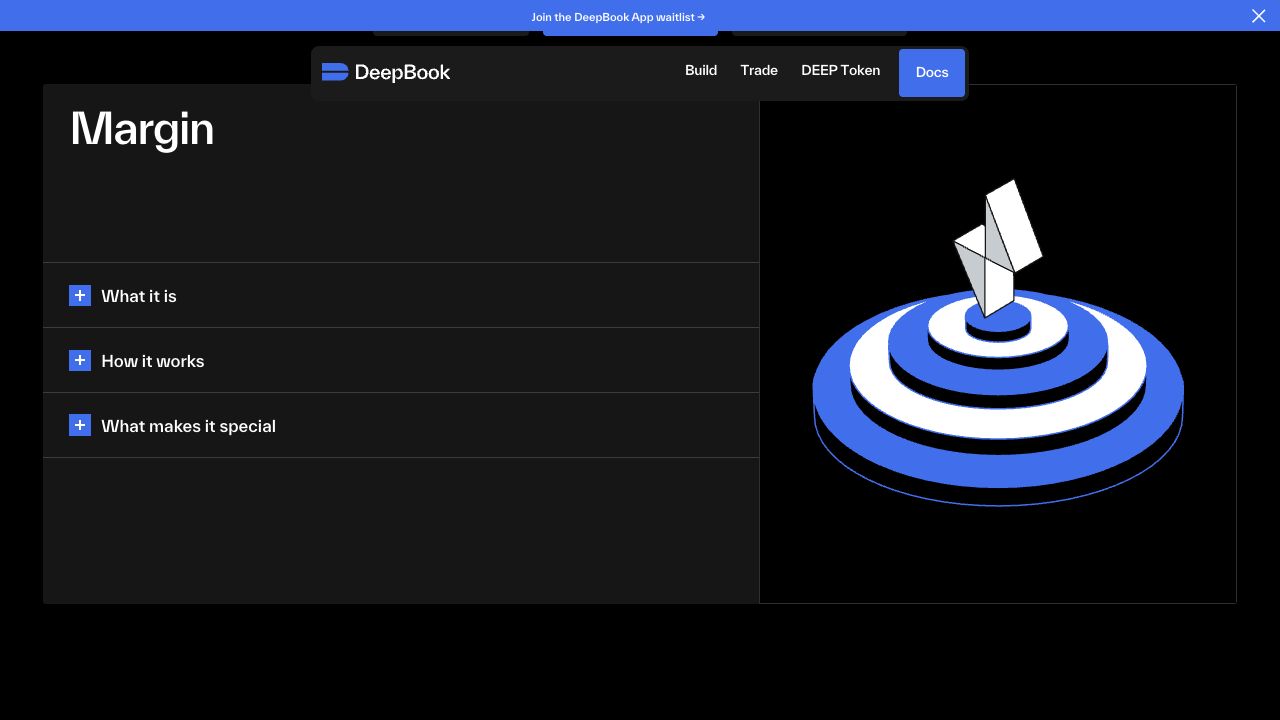 Join the DeepBook App waitlist →
DeepBook
Build
Trade
DEEP Token
Docs
Margin
What it is
How it works
What makes it special